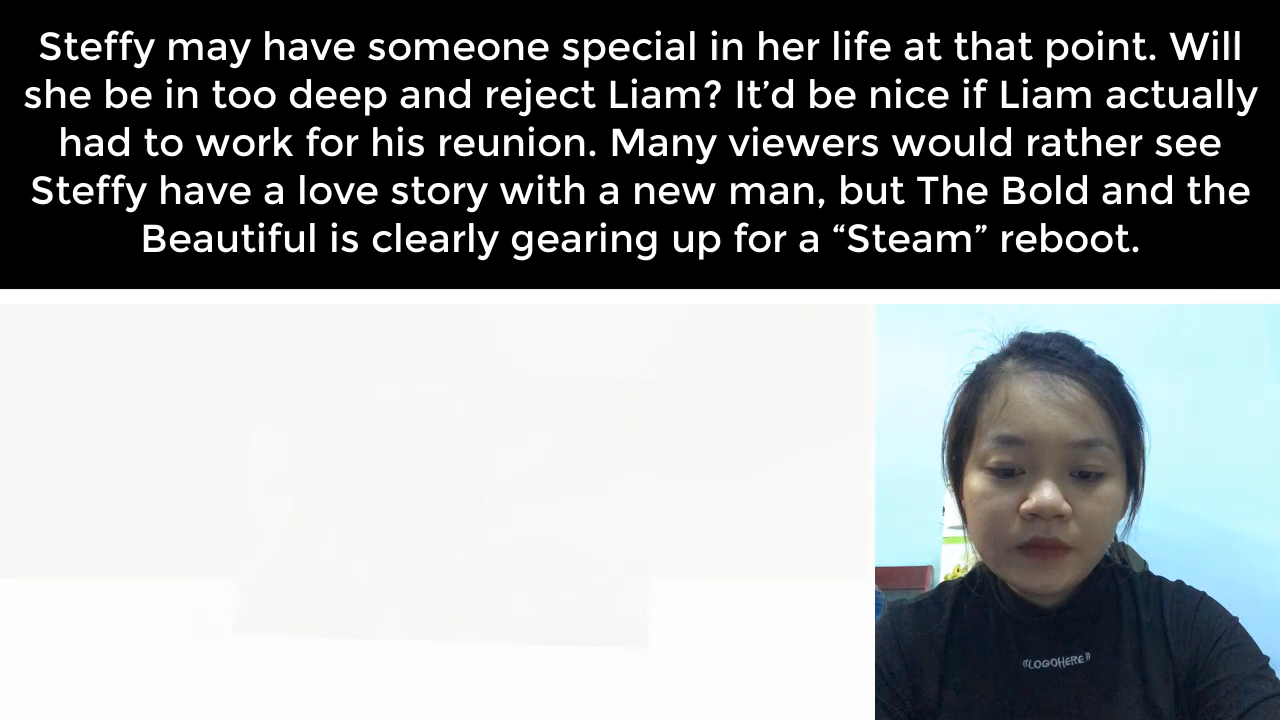 Steffy may have someone special in her life at that point. Will
she be in too deep and reject Liam? It’d be nice if Liam actually
had to work for his reunion. Many viewers would rather see
Steffy have a love story with a new man, but The Bold and the
Beautiful is clearly gearing up for a “Steam” reboot.
"LOGOHERE"